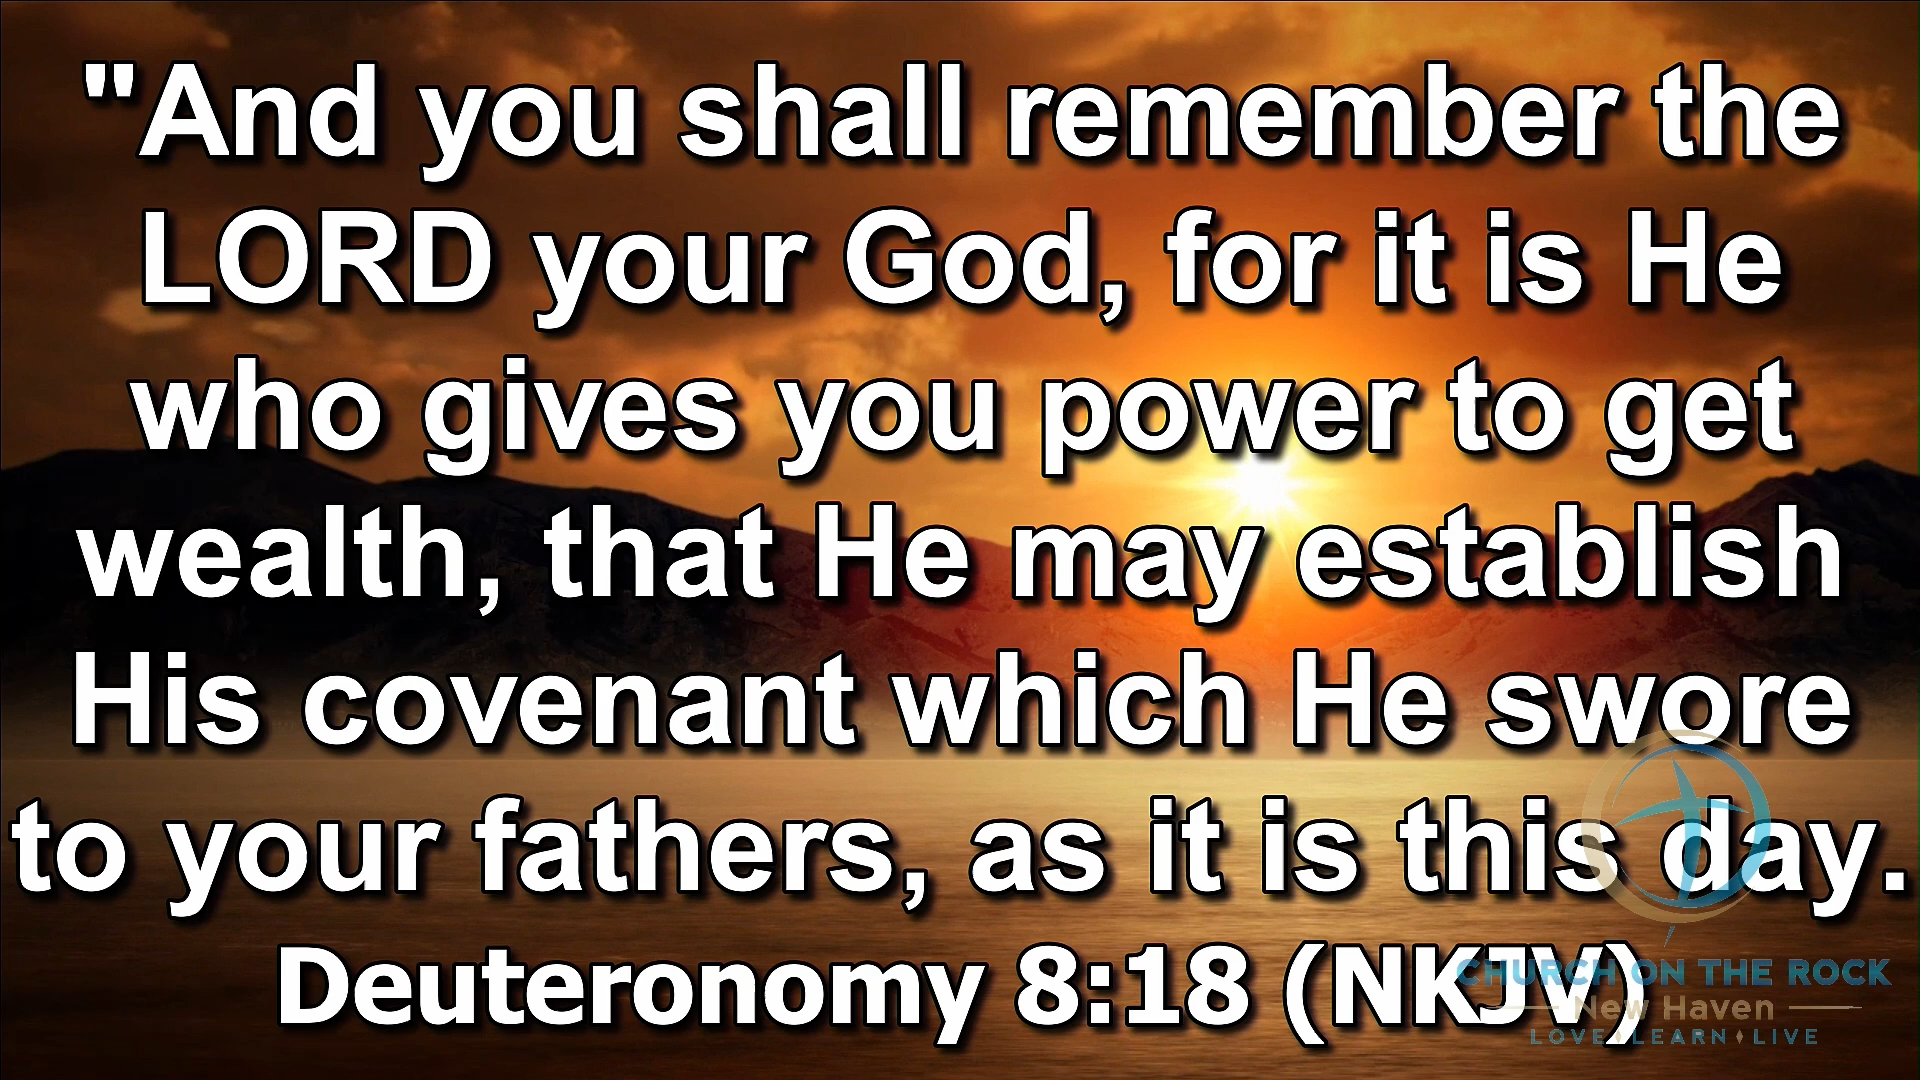 "And you shall remember the
LORD your God, for it is He
who gives you power to get
wealth, that He may establish
His covenant which He swore
to your fathers, as it is this day.
Deuteronomy 8:18 (NKJV)
CHURCH ON THE ROCK
New Haven
LOVE LEARN LIVE